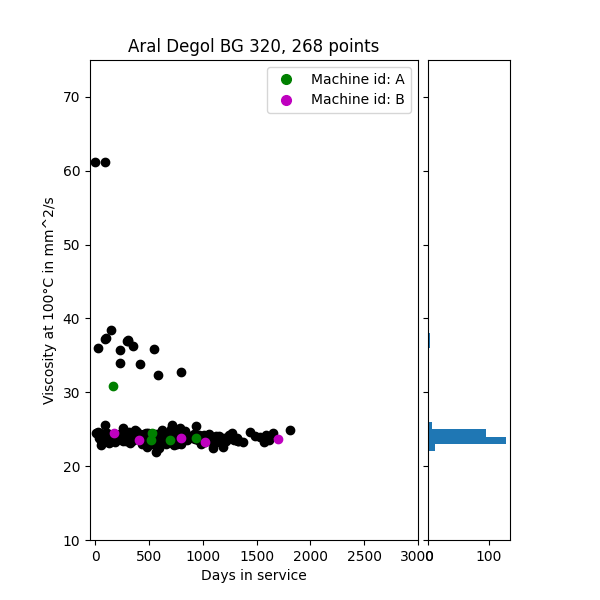 Aral Degol BG 320, 268 points
Machine id: A
Machine id: B
Viscosity at 100°C in mm^2/s
70
60
50
40
30
20
10
0 500 1000 1500 2000 2500 3000
0 100
Days in service